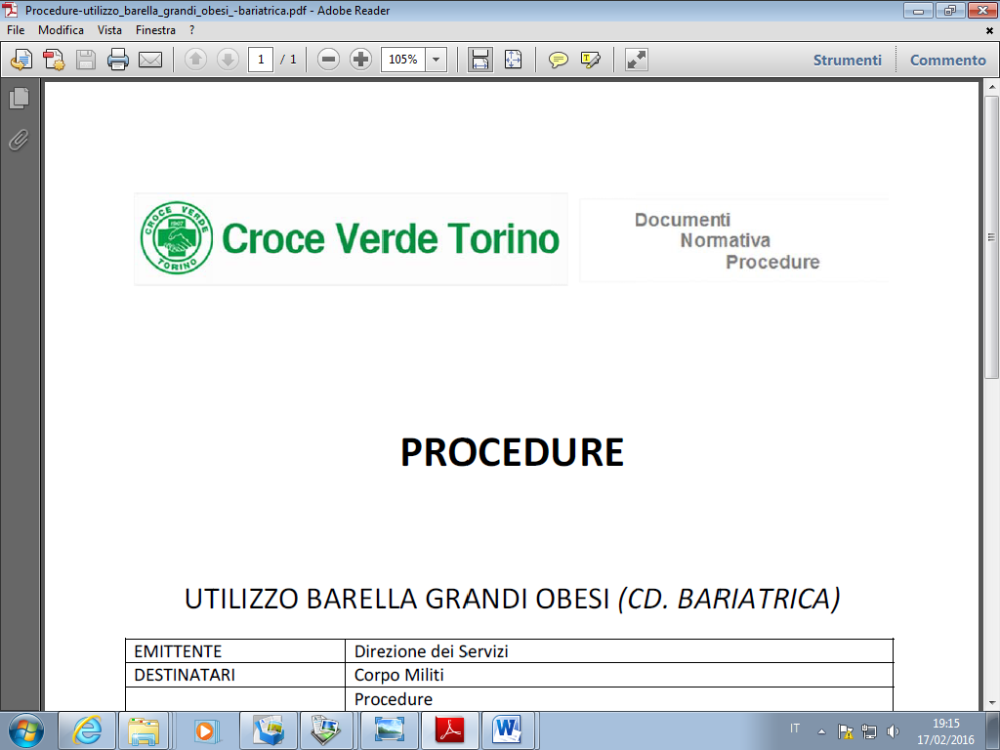 Procedure-utilizzo_barella_grandi_obesi_-bariatrica.pdf - Adobe Reader
File Modifica Vista Finestra ?
1 / 1 105% Strumenti Commento
CROCE VERDE
1907
TORINO
Croce Verde Torino
Documenti
Normativa
Procedure
PROCEDURE
UTILIZZO BARELLA GRANDI OBESI (CD. BARIATRICA)
EMITTENTE Direzione dei Servizi
DESTINATARI Corpo Militi
Procedure
IT 19:15
17/02/2016